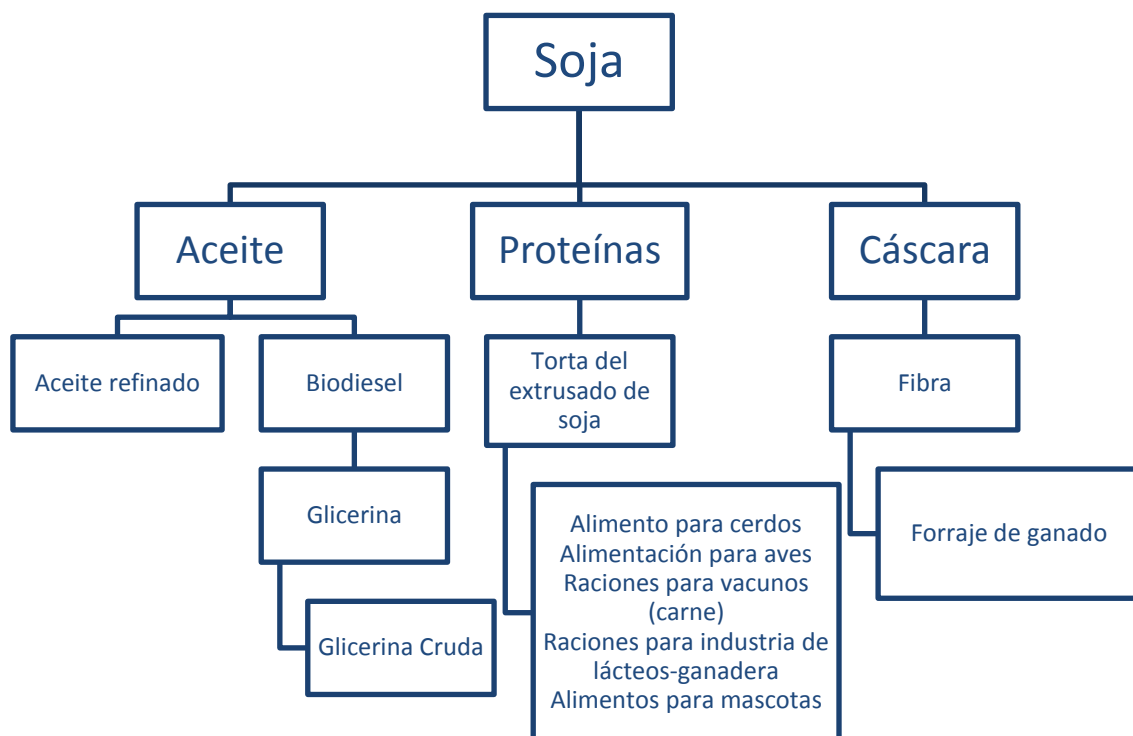 Soja
Aceite
Proteínas
Cáscara
Aceite refinado
Biodiesel
Torta del
extrusado de
soja
Fibra
Glicerina
Alimento para cerdos
Alimentación para aves
Raciones para vacunos
(carne)
Raciones para industria de
lácteos-ganadera
Alimentos para mascotas
Forraje de ganado
Glicerina Cruda